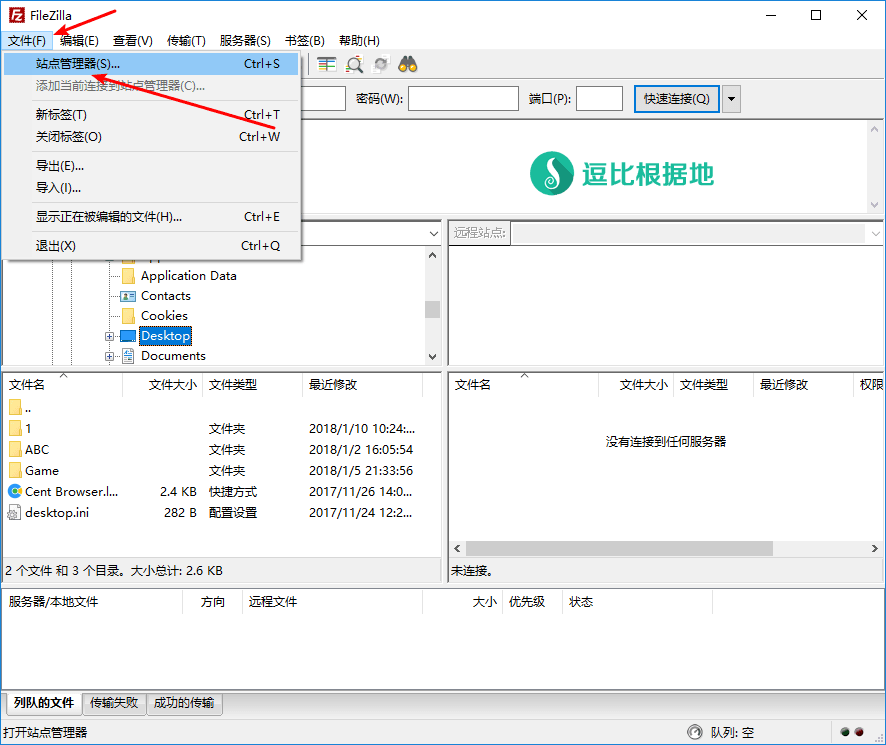 FileZilla
文件(F) 编辑(E) 查看(V) 传输(T) 服务器(S) 书签(B) 帮助(H)
站点管理器(S)... Ctrl+S
添加当前连接到站点管理器(C)...
新标签(T) Ctrl+T
关闭标签(O) Ctrl+W
导出(E)...
导入(I)...
显示正在被编辑的文件(H)... Ctrl+E
退出(X) Ctrl+Q
密码(W): 端口(P): 快速连接(Q)
逗比根据地
远程站点:
Application Data
Contacts
Cookies
Desktop
Documents
文件名 文件大小 文件类型 最近修改
..
1 文件夹 2018/1/10 10:24:...
ABC 文件夹 2018/1/2 16:05:54
Game 文件夹 2018/1/5 21:33:56
Cent Browser.l... 2.4 KB 快捷方式 2017/11/26 14:0...
desktop.ini 282 B 配置设置 2017/11/24 12:2...
2 个文件 和 3 个目录。大小总计: 2.6 KB
文件名 文件大小 文件类型 最近修改 权限
没有连接到任何服务器
未连接。
服务器/本地文件 方向 远程文件 大小 优先级 状态
列队的文件 传输失败 成功的传输
打开站点管理器 队列: 空